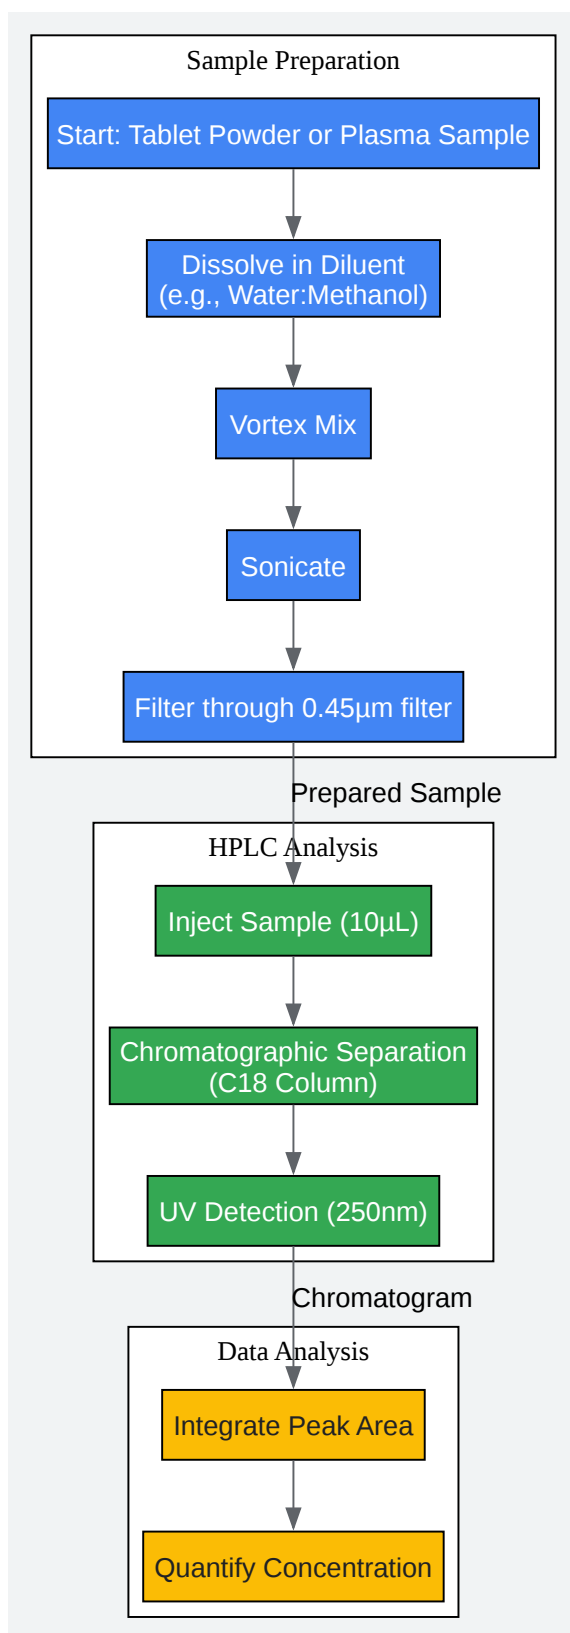 Sample Preparation
Start: Tablet Powder or Plasma Sample
Dissolve in Diluent
(e.g., Water:Methanol)
Vortex Mix
Sonicate
Filter through 0.45µm filter
Prepared Sample
HPLC Analysis
Inject Sample (10µL)
Chromatographic Separation
(C18 Column)
UV Detection (250nm)
Chromatogram
Data Analysis
Integrate Peak Area
Quantify Concentration